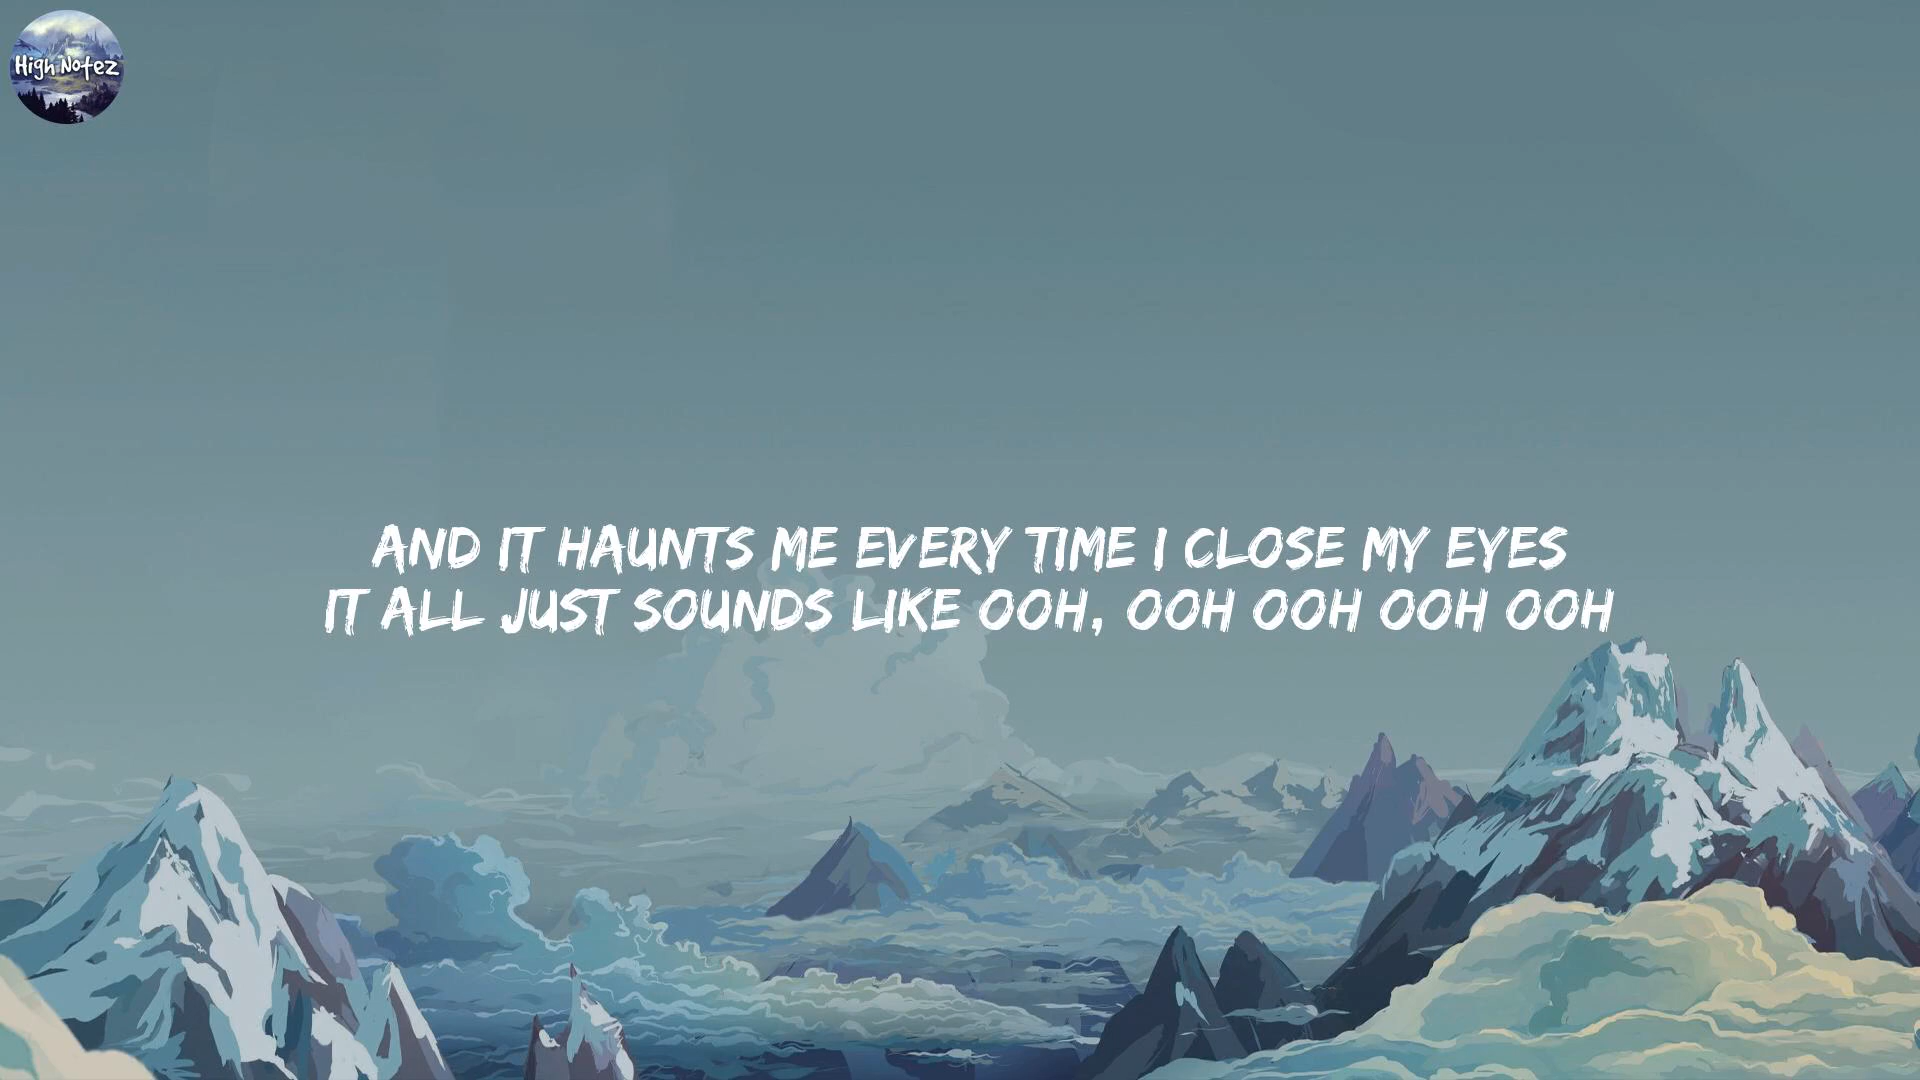 High Notez
AND IT HAUNTS ME EVERY TIME I CLOSE MY EYES
IT ALL JUST SOUNDS LIKE OOH, OOH OOH OOH OOH